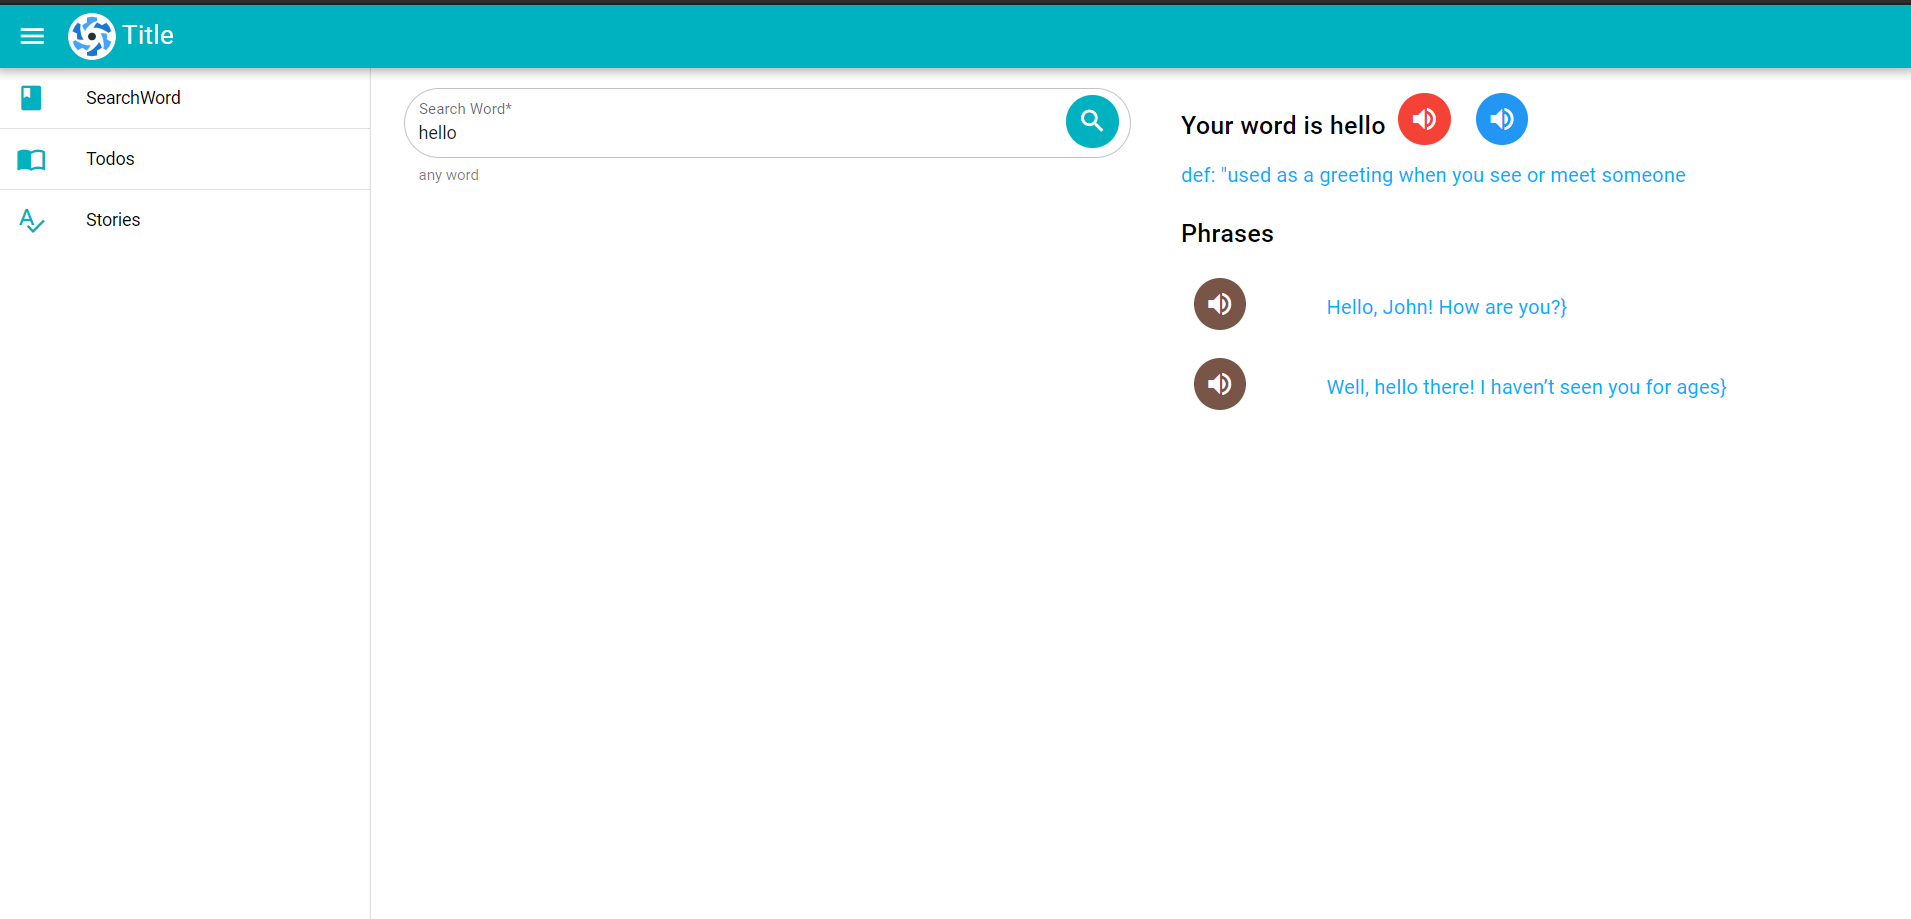 Title
SearchWord
Todos
Stories
Search Word*
hello
any word
Your word is hello
def: "used as a greeting when you see or meet someone
Phrases
Hello, John! How are you?}
Well, hello there! I haven’t seen you for ages}